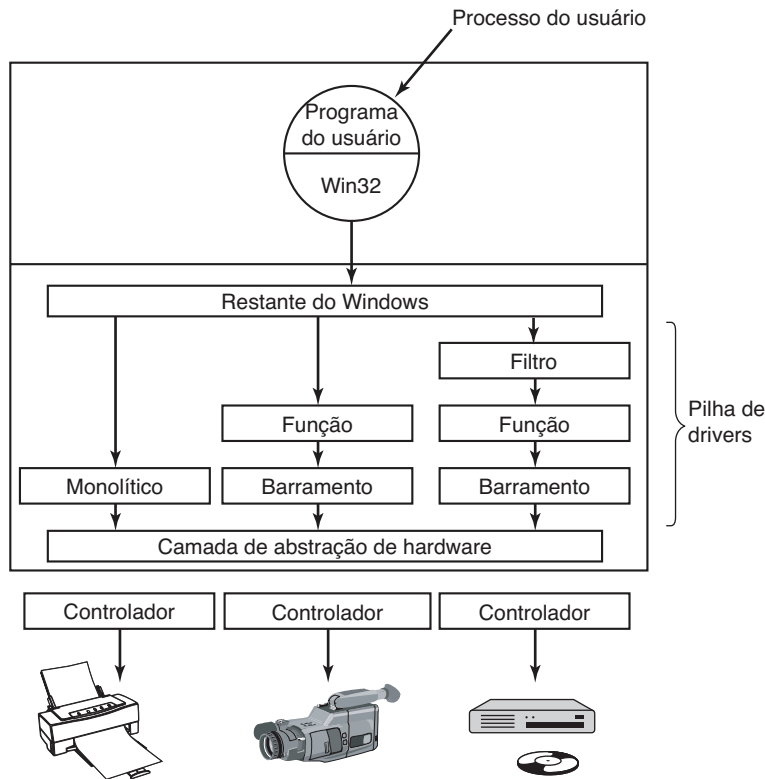 Processo do usuário
Programa
do usuário
Win32
Restante do Windows
Filtro
Função
Função
Pilha de
drivers
Monolítico
Barramento
Barramento
Camada de abstração de hardware
Controlador
Controlador
Controlador